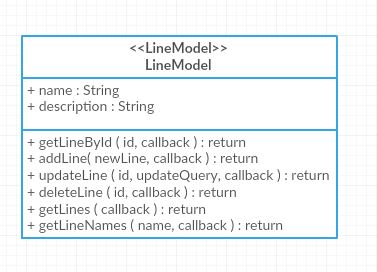 <<LineModel>>
LineModel
+ name : String
+ description : String
+ getLineById ( id, callback ) : return
+ addLine( newLine, callback ) : return
+ updateLine ( id, updateQuery, callback ) : return
+ deleteLine ( id, callback ) : return
+ getLines ( callback ) : return
+ getLineNames ( name, callback ) : return